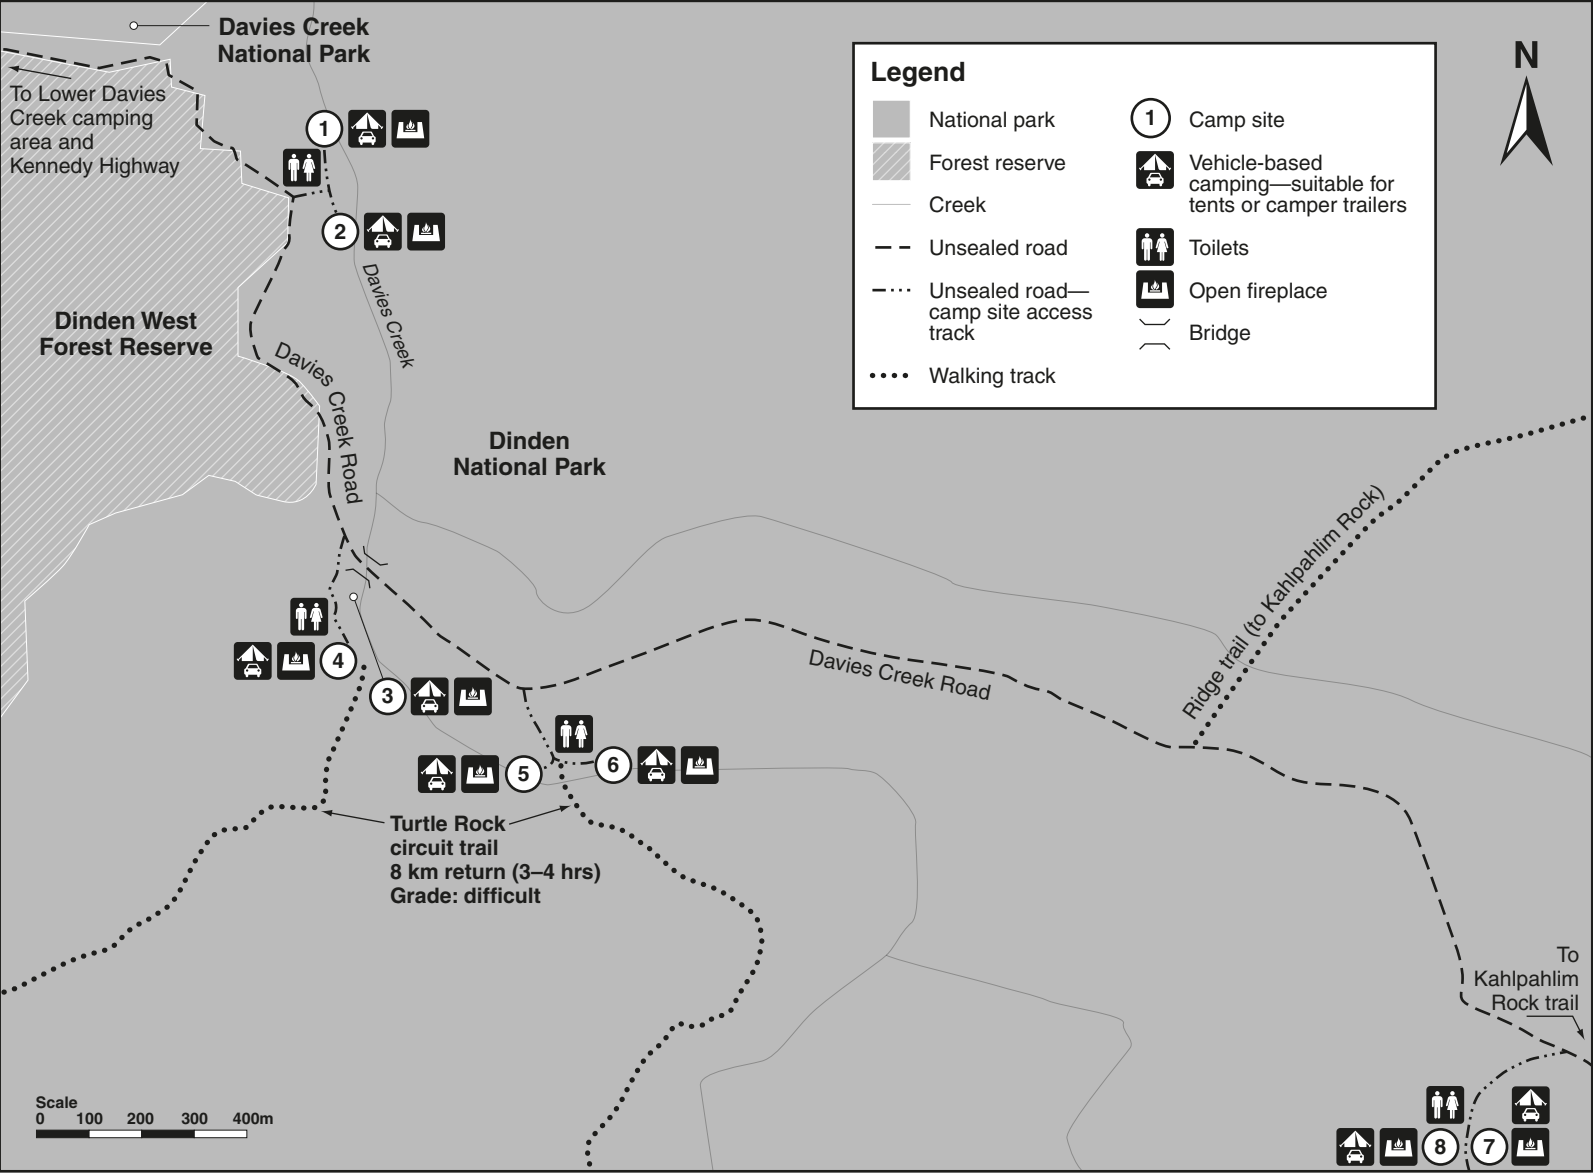 Davies Creek
National Park
To Lower Davies
Creek camping
area and
Kennedy Highway
1
2
Davies Creek
Dinden West
Forest Reserve
Davies Creek Road
Dinden
National Park
Legend
National park
Forest reserve
Creek
Unsealed road
Unsealed road—
camp site access
track
Walking track
1
Camp site
Vehicle-based
camping—suitable for
tents or camper trailers
Toilets
Open fireplace
Bridge
N
Ridge trail (to Kahlpahlim Rock)
4
3
Davies Creek Road
5
6
Turtle Rock
circuit trail
8 km return (3–4 hrs)
Grade: difficult
To
Kahlpahlim
Rock trail
8
7
Scale
0 100 200 300 400m